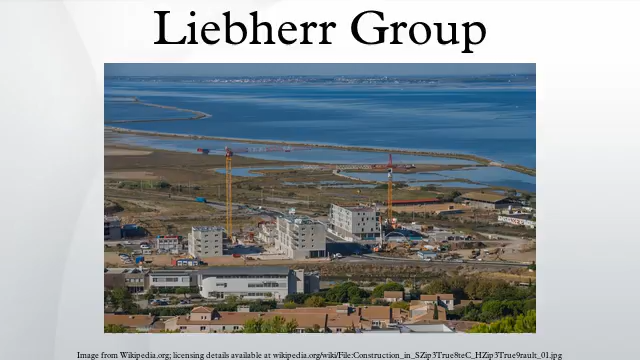 Liebherr Group
Image from Wikipedia.org; licensing details available at wikipedia.org/wiki/File:Construction_in_SZip3True8teC_HZip3True9rault_01.jpg